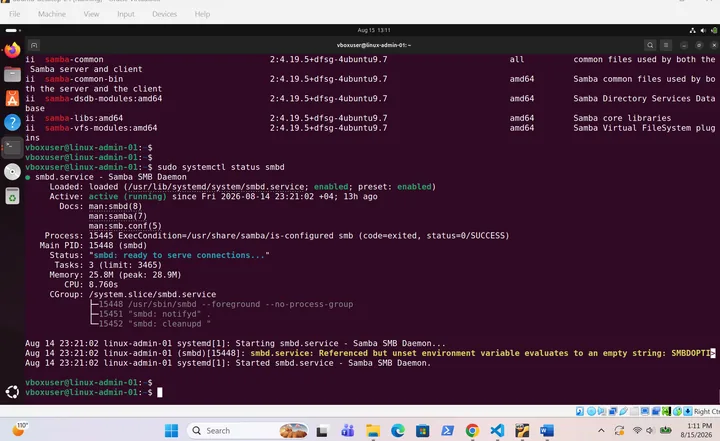 File Machine View Input Devices Help
Aug 15 13:11
vboxuser@linux-admin-01: ~
ii samba-common 2:4.19.5+dfsg-4ubuntu9.7 all common files used by both the
Samba server and client
ii samba-common-bin 2:4.19.5+dfsg-4ubuntu9.7 amd64 Samba common files used by bo
th the server and the client
ii samba-dsdb-modules:amd64 2:4.19.5+dfsg-4ubuntu9.7 amd64 Samba Directory Services Data
base
ii samba-libs:amd64 2:4.19.5+dfsg-4ubuntu9.7 amd64 Samba core libraries
ii samba-vfs-modules:amd64 2:4.19.5+dfsg-4ubuntu9.7 amd64 Samba Virtual FileSystem plug
ins
vboxuser@linux-admin-01:~$
vboxuser@linux-admin-01:~$
vboxuser@linux-admin-01:~$ sudo systemctl status smbd
● smbd.service - Samba SMB Daemon
Loaded: loaded (/usr/lib/systemd/system/smbd.service; enabled; preset: enabled)
Active: active (running) since Fri 2026-08-14 23:21:02 +04; 13h ago
Docs: man:smbd(8)
man:samba(7)
man:smb.conf(5)
Process: 15445 ExecCondition=/usr/share/samba/is-configured smb (code=exited, status=0/SUCCESS)
Main PID: 15448 (smbd)
Status: "smbd: ready to serve connections..."
Tasks: 3 (limit: 3465)
Memory: 25.8M (peak: 28.9M)
CPU: 8.760s
CGroup: /system.slice/smbd.service
├─15448 /usr/sbin/smbd --foreground --no-process-group
├─15451 "smbd: notifyd" .
└─15452 "smbd: cleanupd "
Aug 14 23:21:02 linux-admin-01 systemd[1]: Starting smbd.service - Samba SMB Daemon...
Aug 14 23:21:02 linux-admin-01 (smbd)[15448]: smbd.service: Referenced but unset environment variable evaluates to an empty string: SMBDOPTI>
Aug 14 23:21:02 linux-admin-01 systemd[1]: Started smbd.service - Samba SMB Daemon.
vboxuser@linux-admin-01:~$
vboxuser@linux-admin-01:~$
Right Ctrl
110°
Search
1:11 PM
8/15/2026